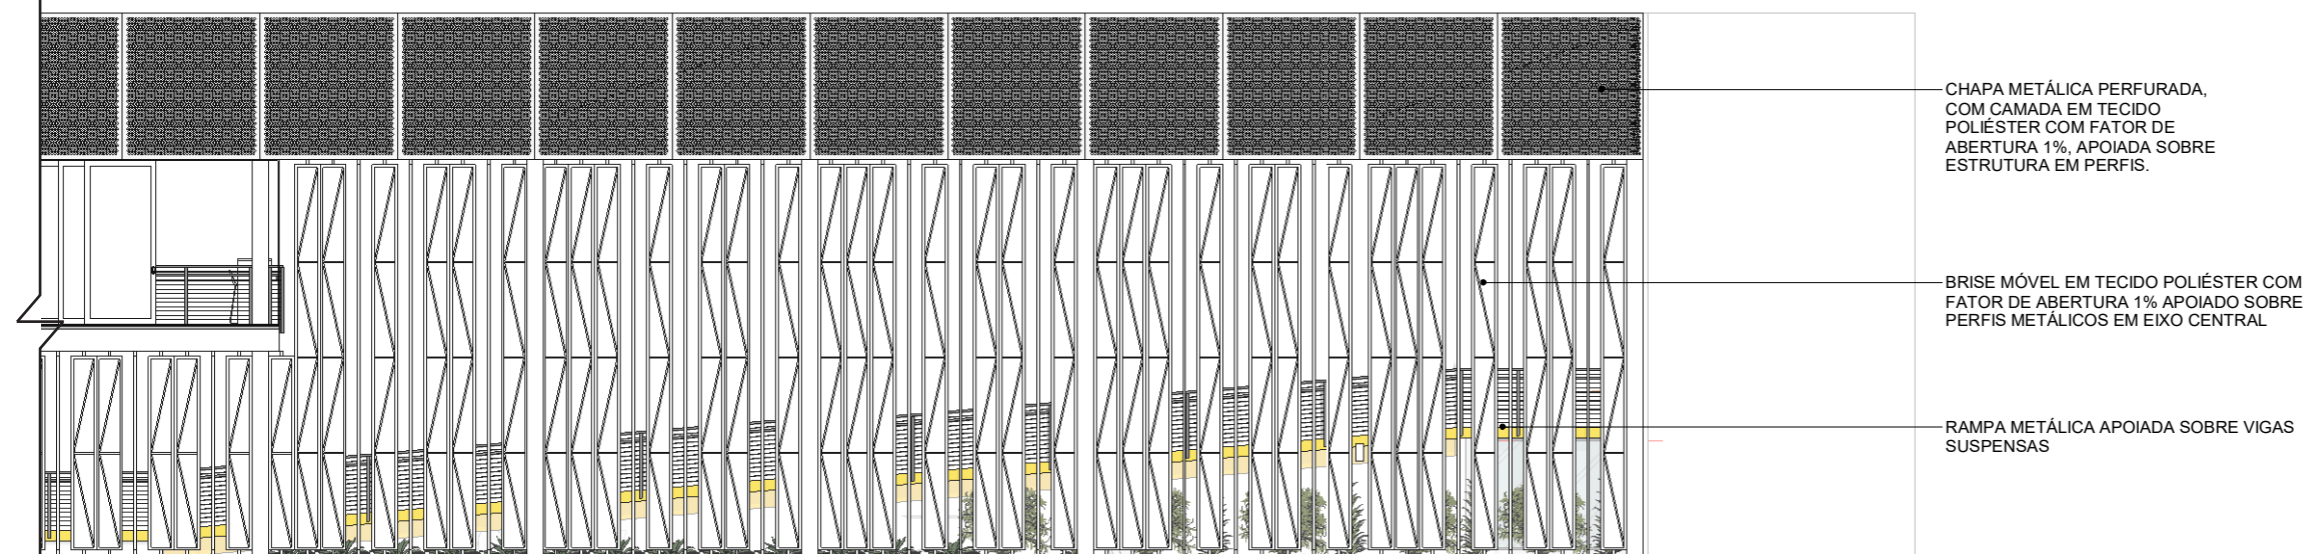 CHAPA METÁLICA PERFURADA,
COM CAMADA EM TECIDO
POLIÉSTER COM FATOR DE
ABERTURA 1%, APOIADA SOBRE
ESTRUTURA EM PERFIS.
BRISE MÓVEL EM TECIDO POLIÉSTER COM
FATOR DE ABERTURA 1% APOIADO SOBRE
PERFIS METÁLICOS EM EIXO CENTRAL
RAMPA METÁLICA APOIADA SOBRE VIGAS
SUSPENSAS